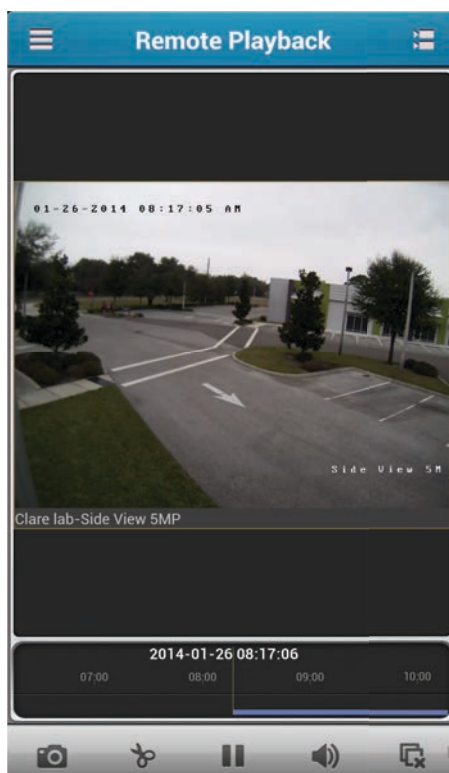 Remote Playback
01-26-2014 08:17:05 AM
Side View 5M
Clare lab-Side View 5MP
2014-01-26 08:17:06
07:00 08:00 09:00 10:00